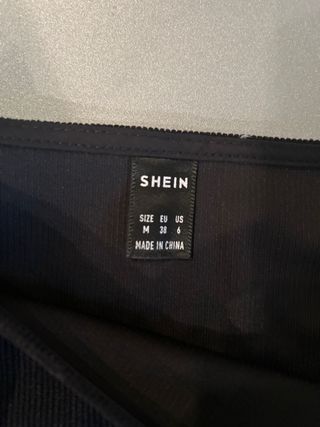 SHEIN
SIZE EU US
M 38 6
MADE IN CHINA